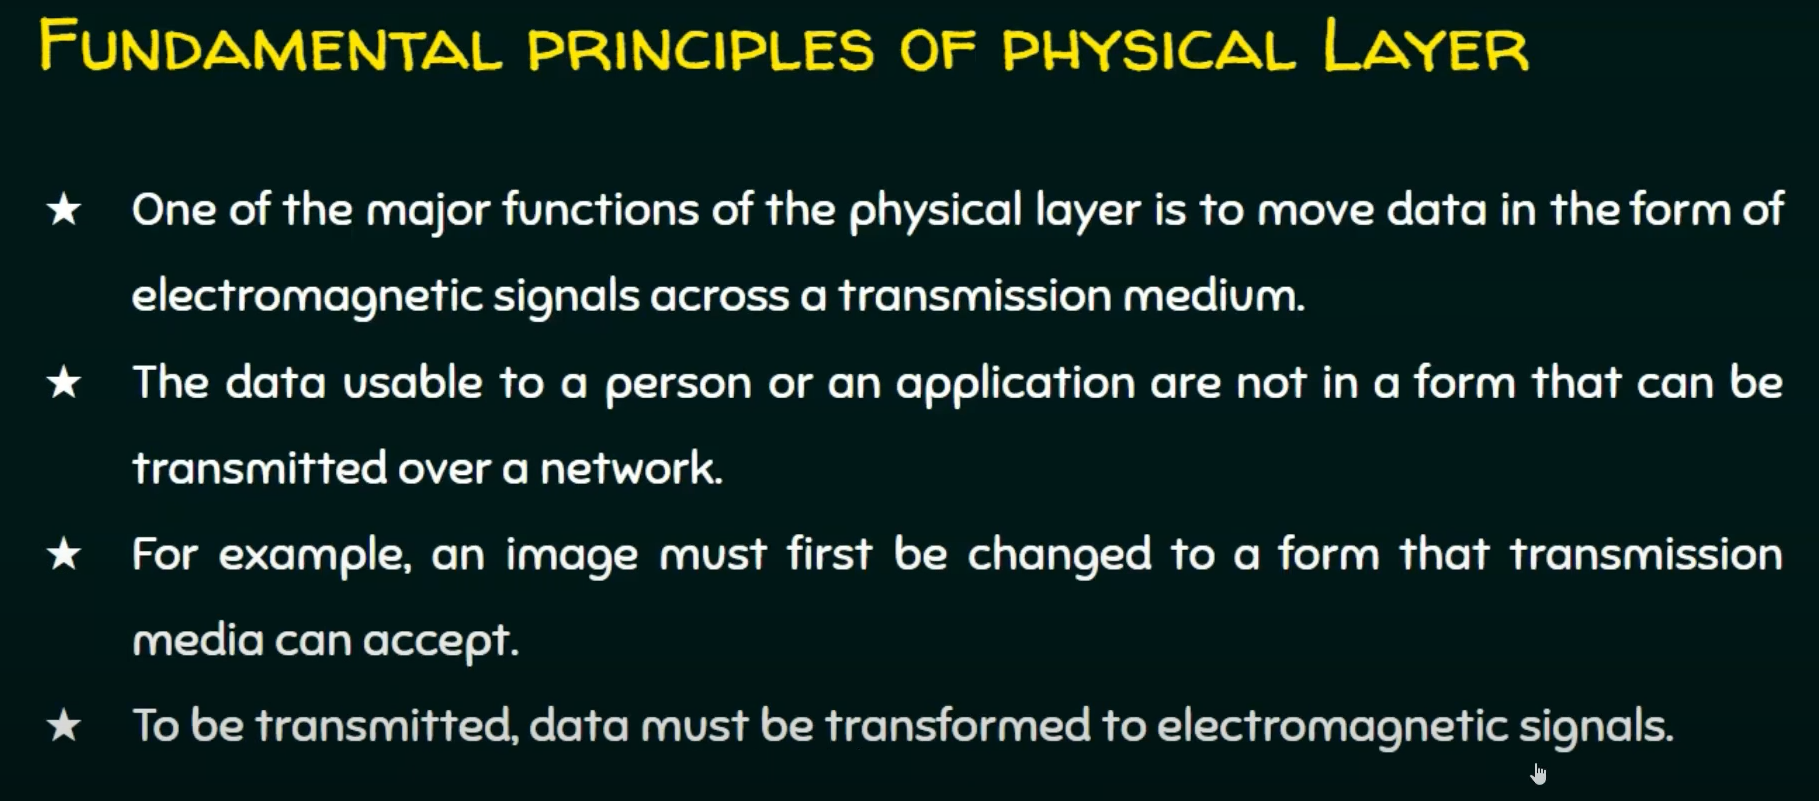 Fundamental principles of physical Layer
★ One of the major functions of the physical layer is to move data in the form of
electromagnetic signals across a transmission medium.
★ The data usable to a person or an application are not in a form that can be
transmitted over a network.
★ For example, an image must first be changed to a form that transmission
media can accept.
★ To be transmitted, data must be transformed to electromagnetic signals.